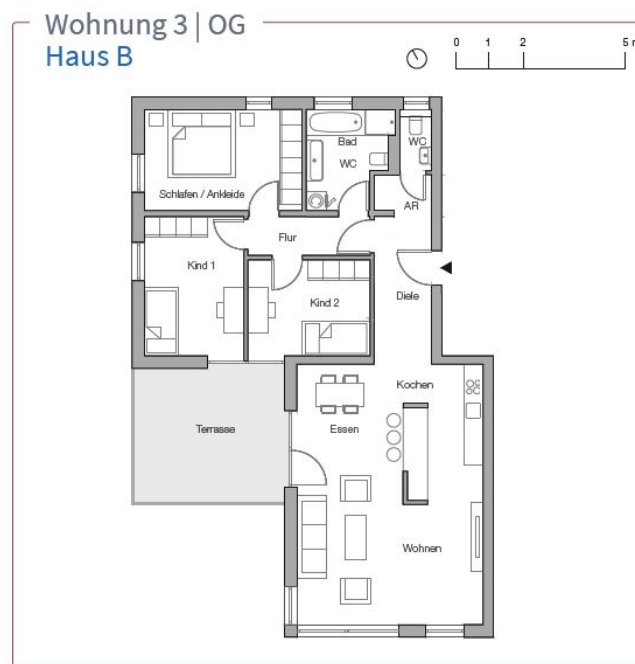 Wohnung 3 | OG
Haus B
0 1 2 5 m
Bad
WC
WC
Schlafen / Ankleide
AR
Flur
Kind 1
Diele
Kind 2
Kochen
Terrasse
Essen
Wohnen